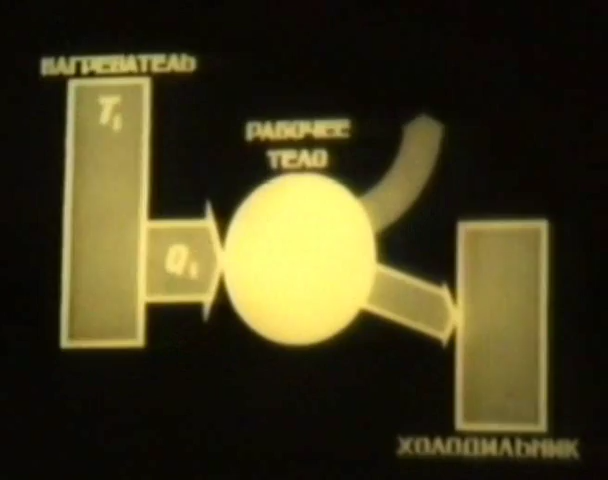 НАГРЕВАТЕЛЬ
T₁
РАБОЧЕЕ
ТЕЛО
Q₁
ХОЛОДИЛЬНИК